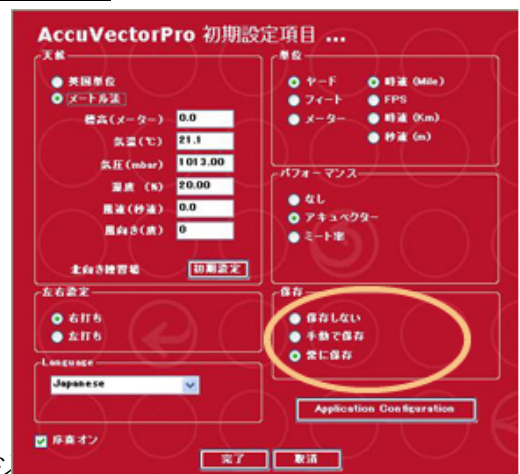 AccuVectorPro 初期設定項目 ...
天候
英国単位
メートル法
標高(メーター) 0.0
気温(℃) 21.1
気圧(mbar) 1013.00
湿度 (%) 20.00
風速(秒速) 0.0
風向き(度) 0
北向き練習場 初期設定
単位
ヤード 時速 (Mile)
フィート FPS
メーター 時速 (Km)
秒速 (m)
パフォーマンス
なし
アキュベクター
ミート率
左右設定
右打ち
左打ち
保存
保存しない
手動で保存
常に保存
Language
Japanese
Application Configuration
序奏オン
完了 取消